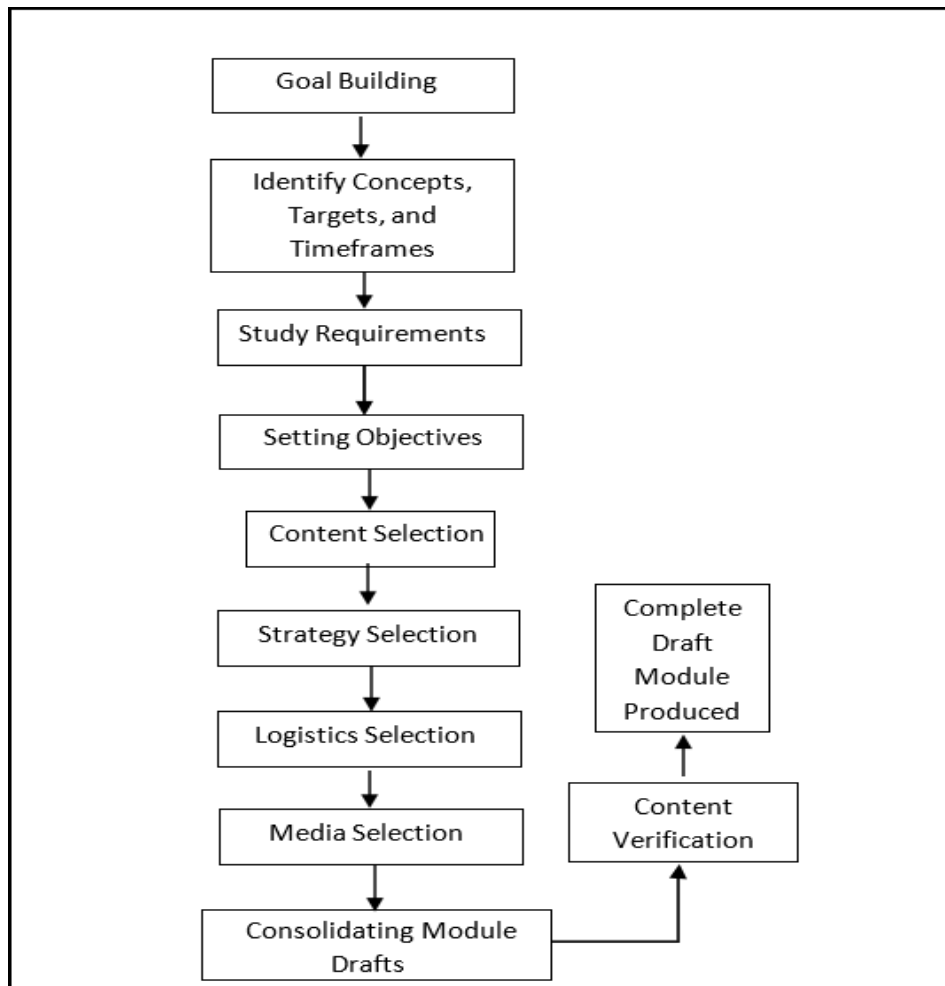 Goal Building
Identify Concepts,
Targets, and
Timeframes
Study Requirements
Setting Objectives
Content Selection
Strategy Selection
Logistics Selection
Media Selection
Consolidating Module
Drafts
Content
Verification
Complete
Draft
Module
Produced